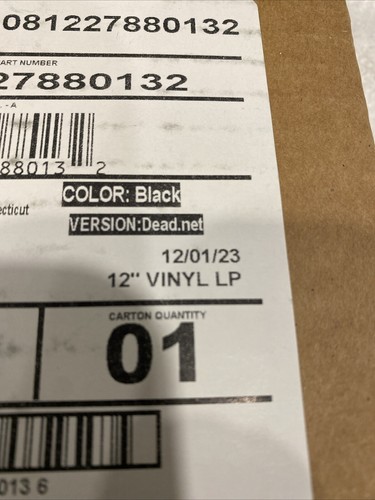 081227880132
ART NUMBER
27880132
L -A
88013 2
COLOR: Black
ecticut
VERSION:Dead.net
12/01/23
12" VINYL LP
CARTON QUANTITY
01
013 6